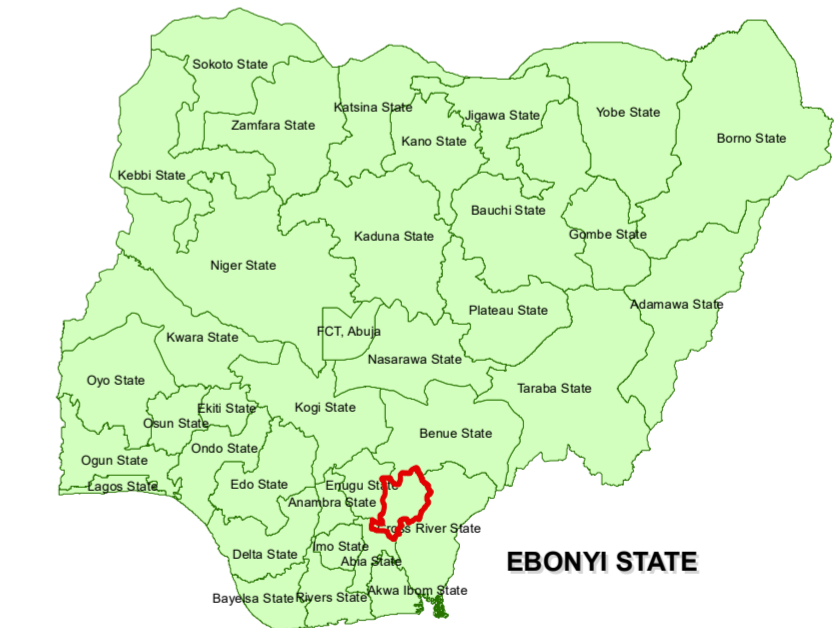 Sokoto State
Katsina State
Jigawa State
Yobe State
Zamfara State
Kano State
Borno State
Kebbi State
Bauchi State
Kaduna State
Gombe State
Niger State
Adamawa State
Plateau State
FCT, Abuja
Kwara State
Nasarawa State
Oyo State
Taraba State
Ekiti State
Kogi State
Osun State
Benue State
Ondo State
Ogun State
Edo State
Enugu State
Lagos State
Anambra State
Cross River State
Imo State
Delta State
Abia State
EBONYI STATE
Akwa Ibom State
Bayelsa State
Rivers State